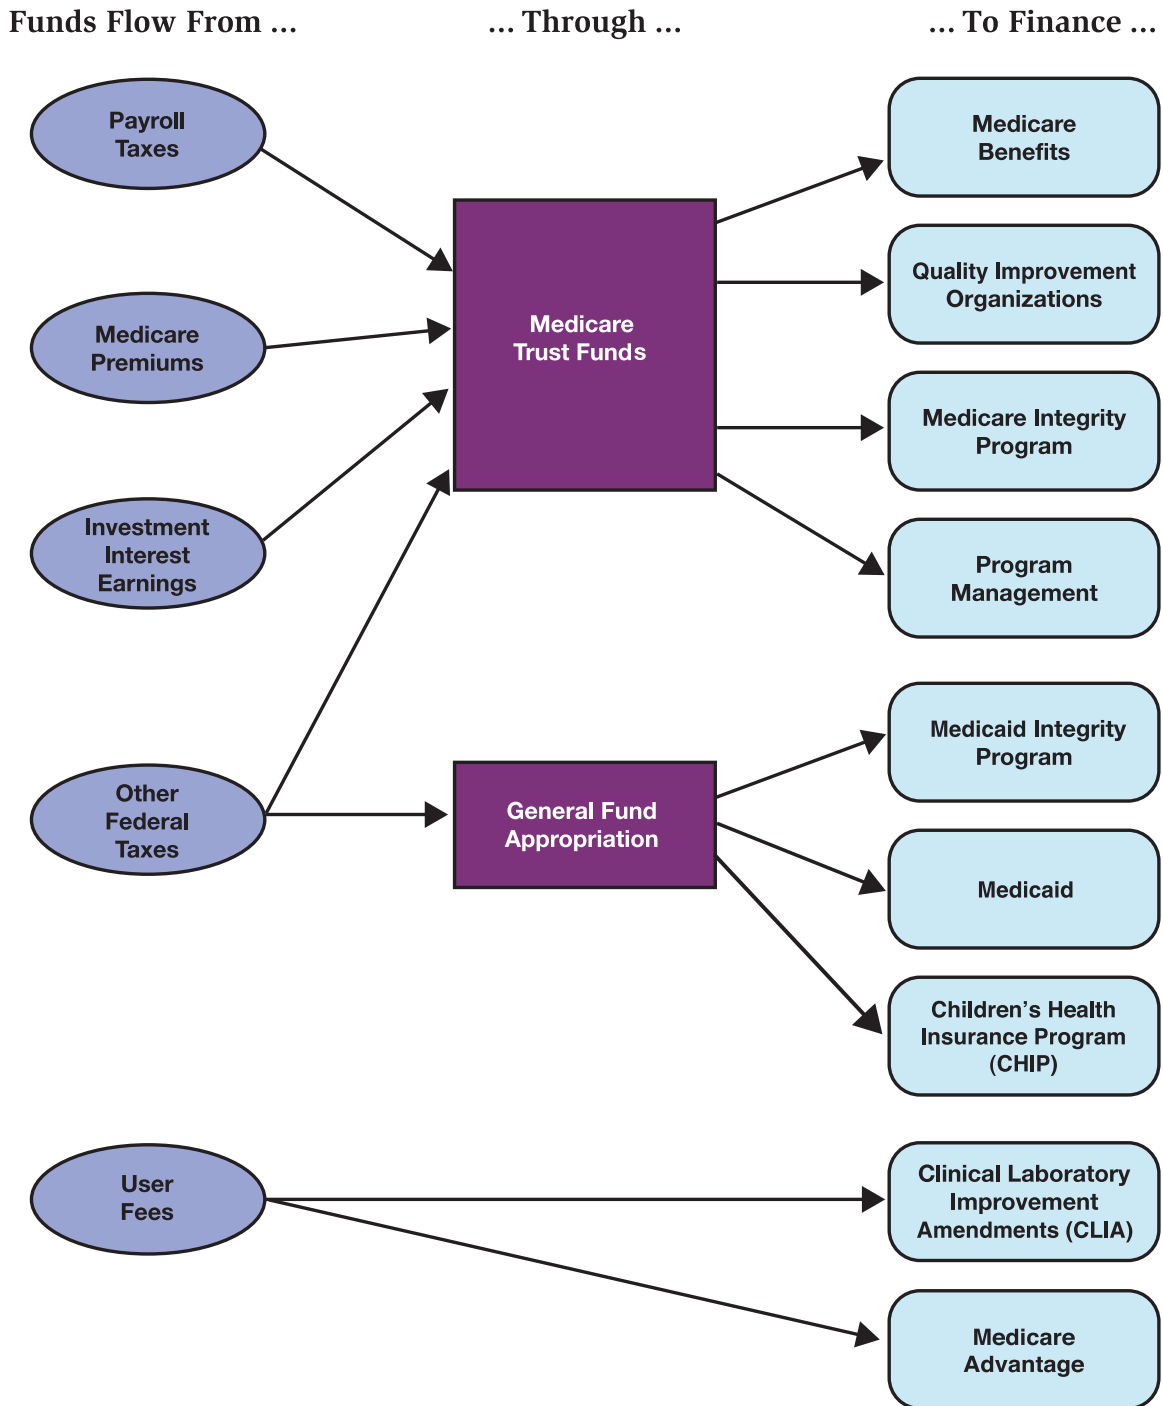 Funds Flow From ...
... Through ...
... To Finance ...
Payroll
Taxes
Medicare
Premiums
Investment
Interest
Earnings
Other
Federal
Taxes
User
Fees
Medicare
Trust Funds
General Fund
Appropriation
Medicare
Benefits
Quality Improvement
Organizations
Medicare Integrity
Program
Program
Management
Medicaid Integrity
Program
Medicaid
Children’s Health
Insurance Program
(CHIP)
Clinical Laboratory
Improvement
Amendments (CLIA)
Medicare
Advantage